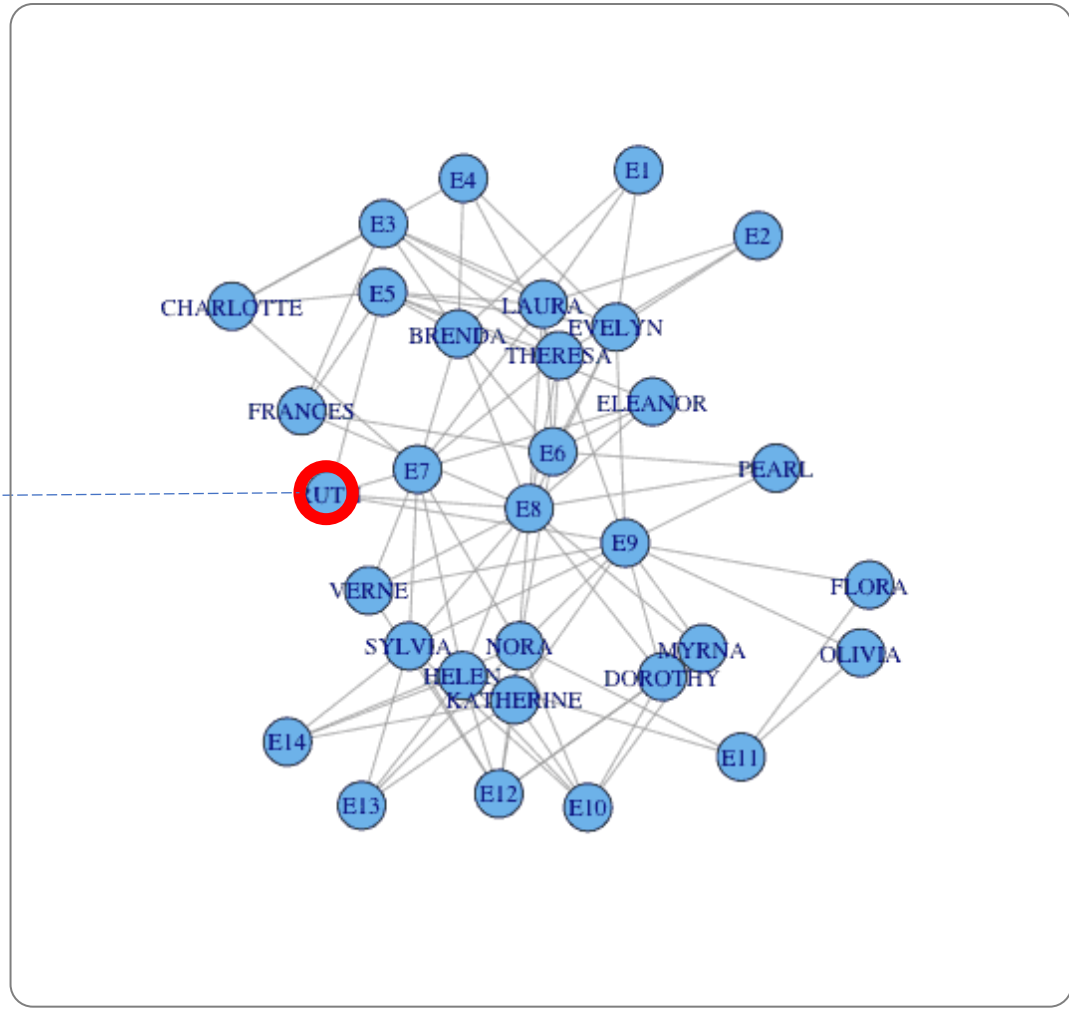 E1
E4
E3
E2
E5
CHARLOTTE
LAURA
EVELYN
BRENDA
THERESA
ELEANOR
FRANCES
E6
E7
PEARL
RUT
E8
E9
FLORA
VERNE
SYLVIA
NORA
MYRNA
OLIVIA
HELEN
DOROTHY
KATHERINE
E14
E11
E12
E13
E10